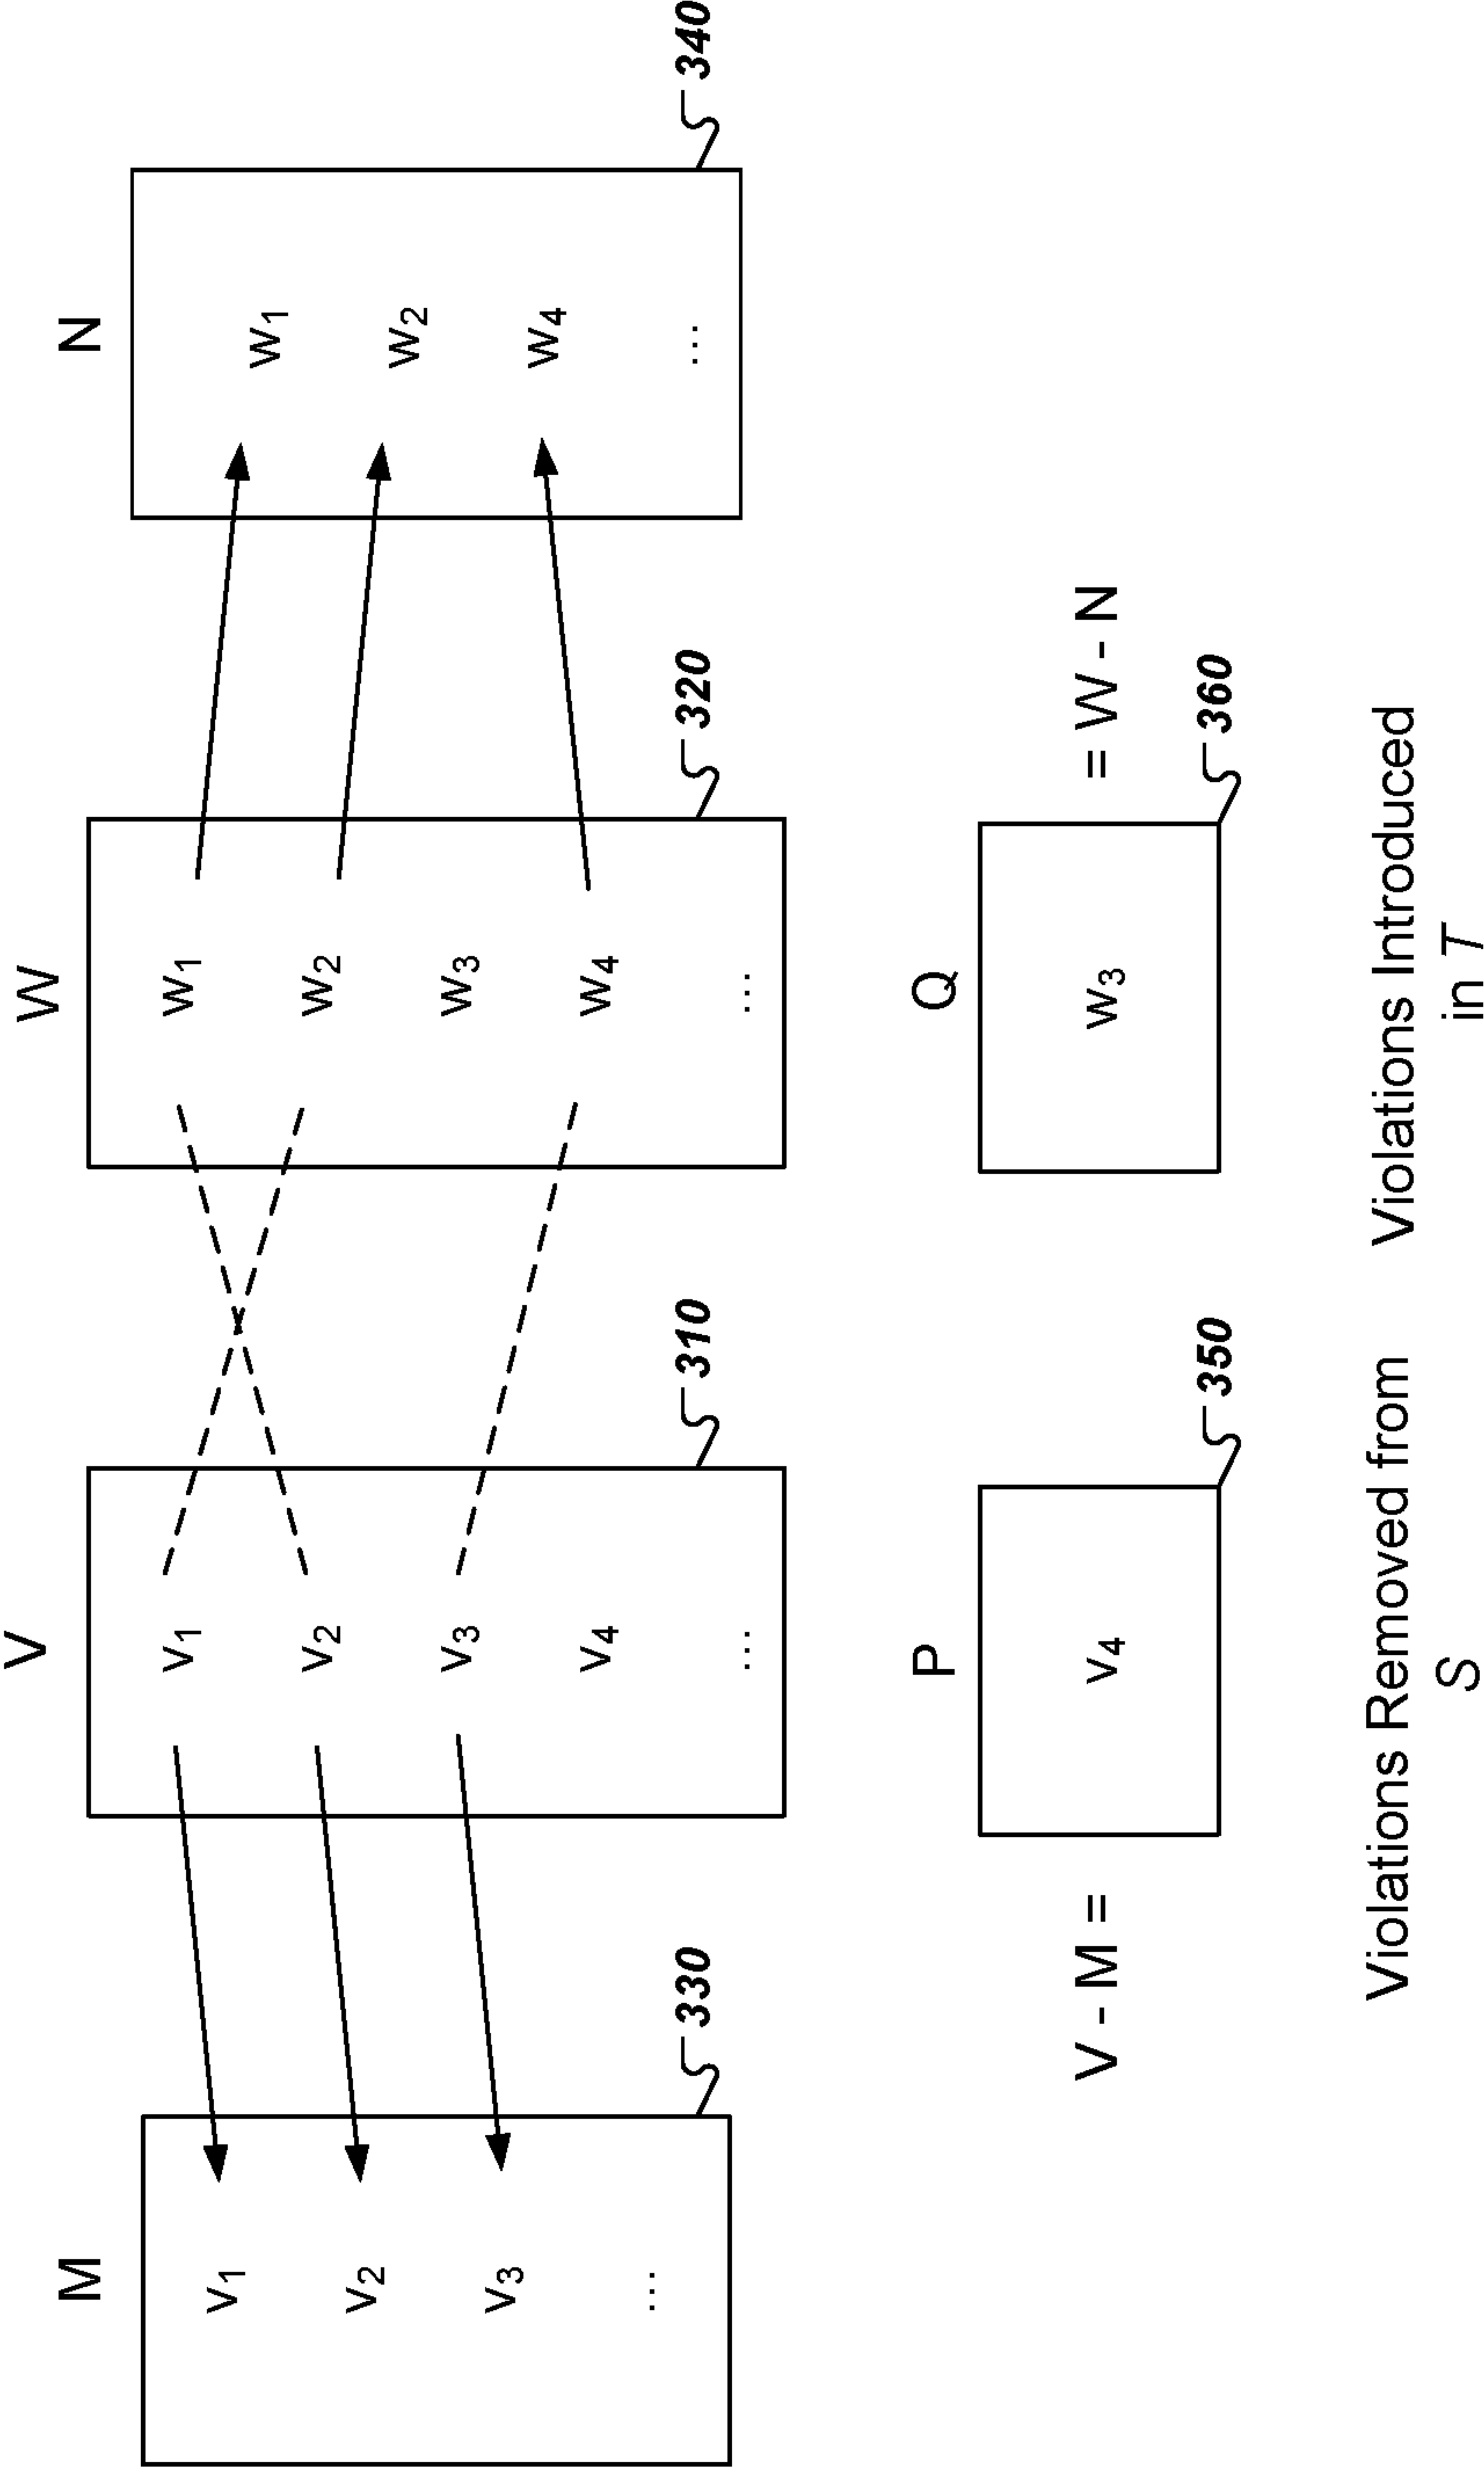 M
V
W
N
V1
V2
V3
...
330
V1
V2
V3
V4
...
310
W1
W2
W3
W4
...
320
W1
W2
W4
...
340
P
Q
V - M =
V4
350
W3
= W - N
360
Violations Removed from
S
Violations Introduced
in T